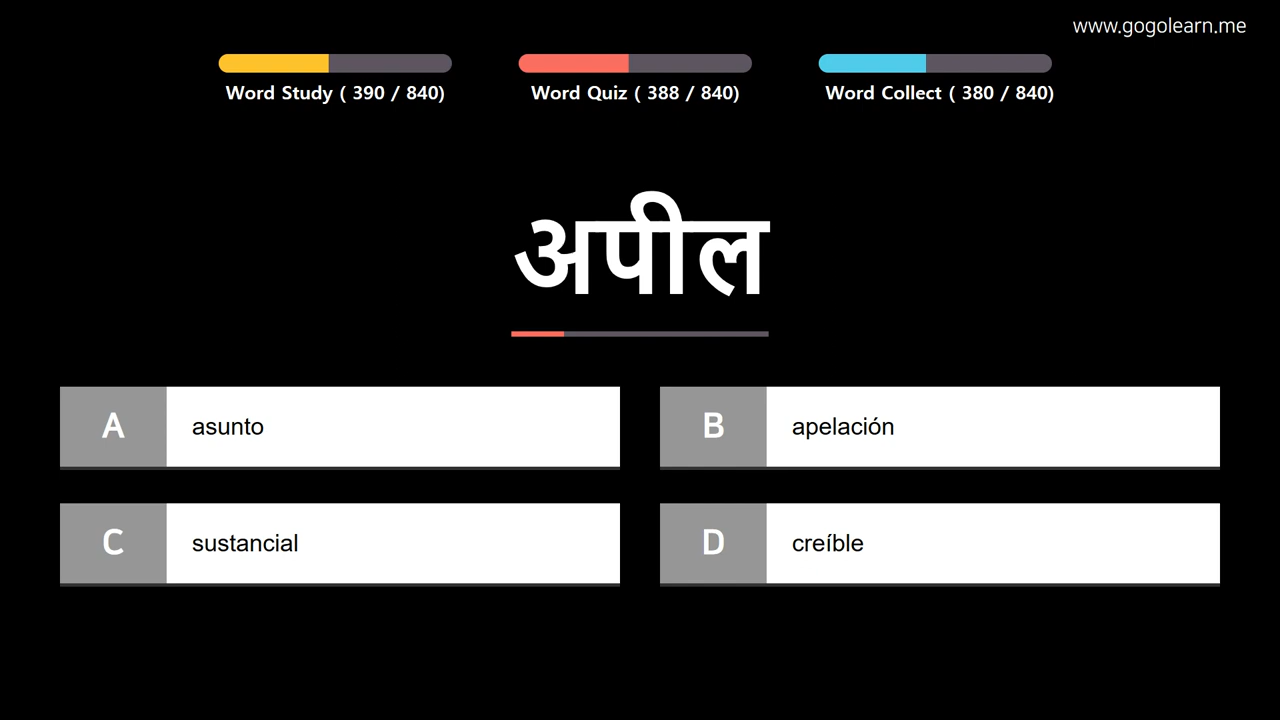 www.gogolearn.me
Word Study ( 390 / 840)
Word Quiz ( 388 / 840)
Word Collect ( 380 / 840)
अपील
A asunto
B apelación
C sustancial
D creíble